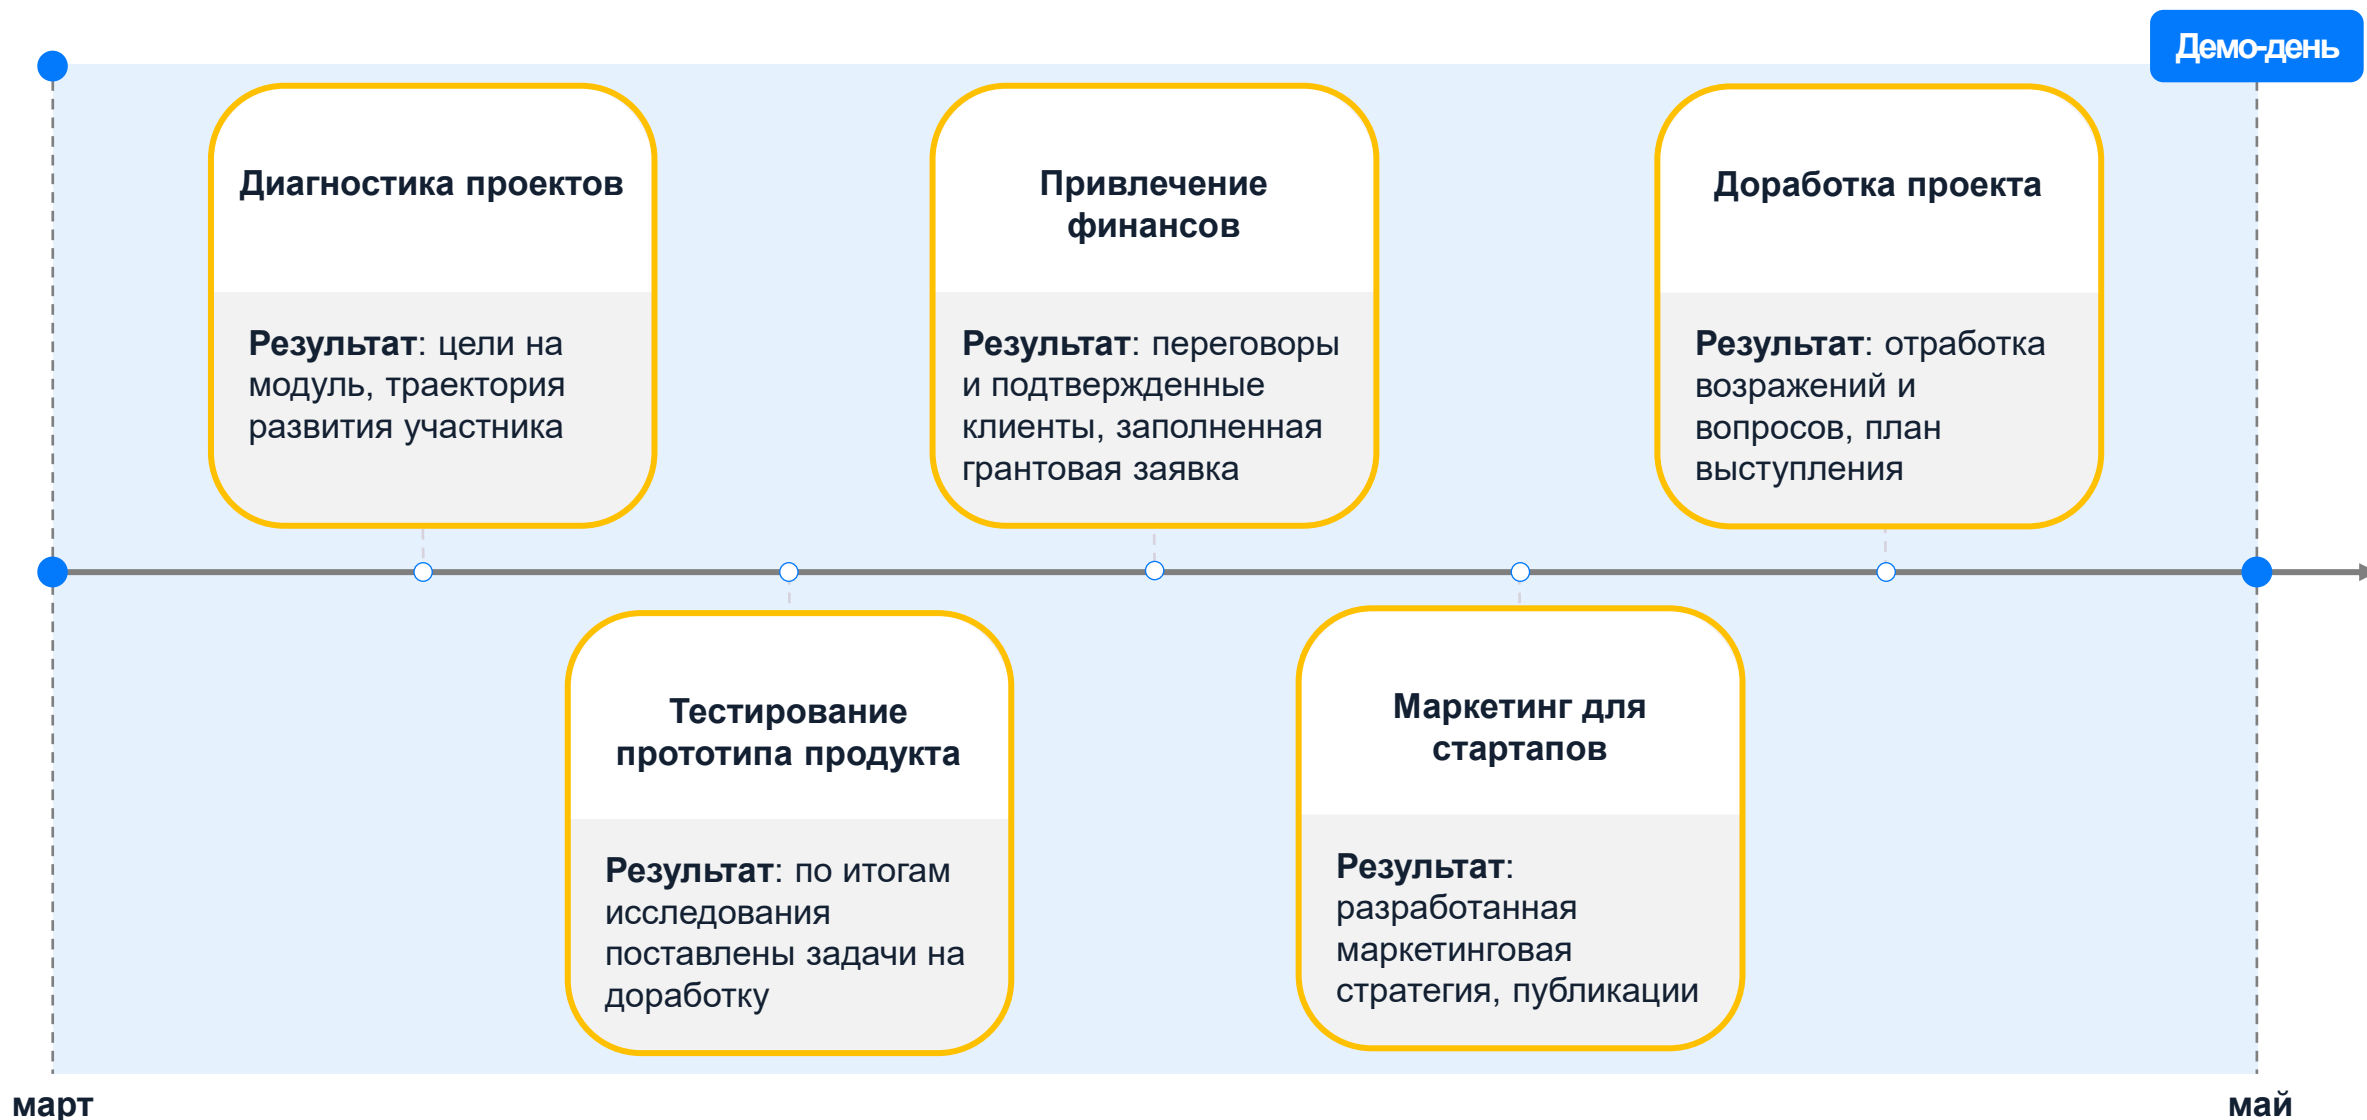 Демо-день
Диагностика проектов
Результат: цели на
модуль, траектория
развития участника
Тестирование
прототипа продукта
Результат: по итогам
исследования
поставлены задачи на
доработку
Привлечение
финансов
Результат: переговоры
и подтвержденные
клиенты, заполненная
грантовая заявка
Маркетинг для
стартапов
Результат:
разработанная
маркетинговая
стратегия, публикации
Доработка проекта
Результат: отработка
возражений и
вопросов, план
выступления
март
май